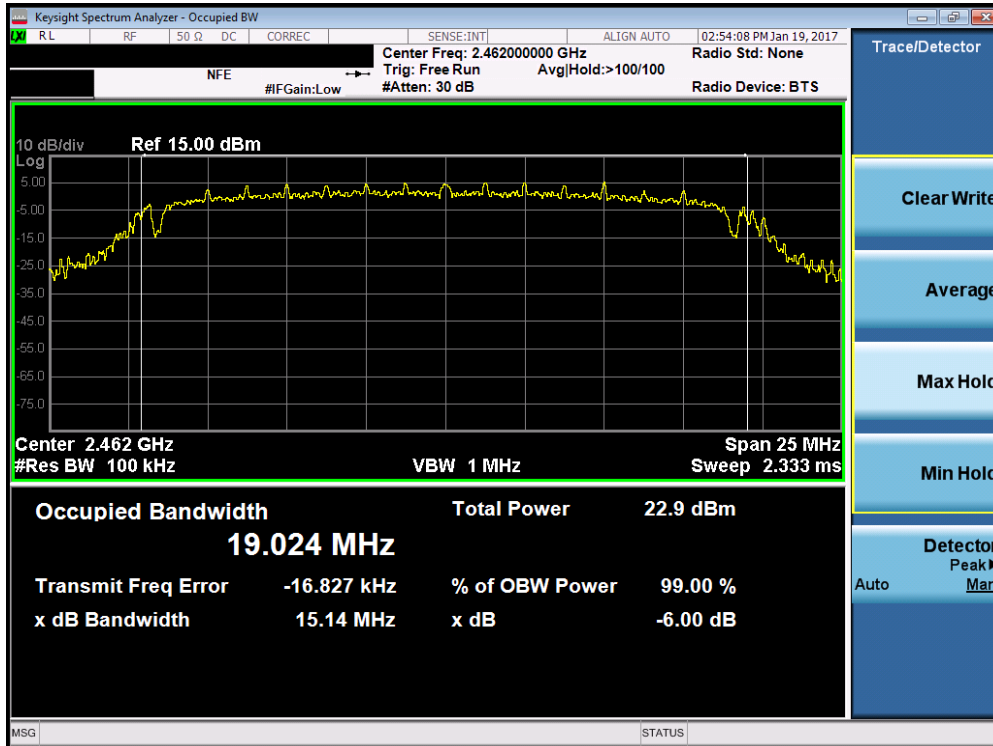 Keysight Spectrum Analyzer - Occupied BW
LXI RL RF 50 Ω DC CORREC SENSE:INT ALIGN AUTO 02:54:08 PM Jan 19, 2017
Center Freq: 2.462000000 GHz Radio Std: None
NFE Trig: Free Run Avg|Hold:>100/100
#IFGain:Low #Atten: 30 dB Radio Device: BTS
Trace/Detector
10 dB/div Ref 15.00 dBm
Log
5.00
-5.00
-15.0
-25.0
-35.0
-45.0
-55.0
-65.0
-75.0
Center 2.462 GHz Span 25 MHz
#Res BW 100 kHz VBW 1 MHz Sweep 2.333 ms
Occupied Bandwidth Total Power 22.9 dBm
19.024 MHz
Transmit Freq Error -16.827 kHz % of OBW Power 99.00 %
x dB Bandwidth 15.14 MHz x dB -6.00 dB
Clear Write
Average
Max Hold
Min Hold
Detector
Peak
Auto Man
MSG STATUS